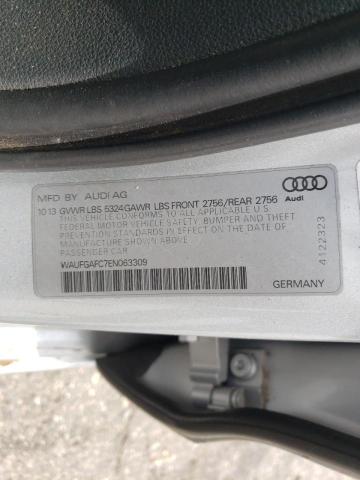 MFD BY AUDI AG
Audi
1013 GVWR LBS 5324 GAWR LBS FRONT 2756/REAR 2756
THIS VEHICLE CONFORMS TO ALL APPLICABLE U.S.
FEDERAL MOTOR VEHICLE SAFETY, BUMPER AND THEFT
PREVENTION STANDARDS IN EFFECT ON THE DATE OF
MANUFACTURE SHOWN ABOVE.
PASSENGER CAR
WAUFGAFC7EN063309
GERMANY
4122323